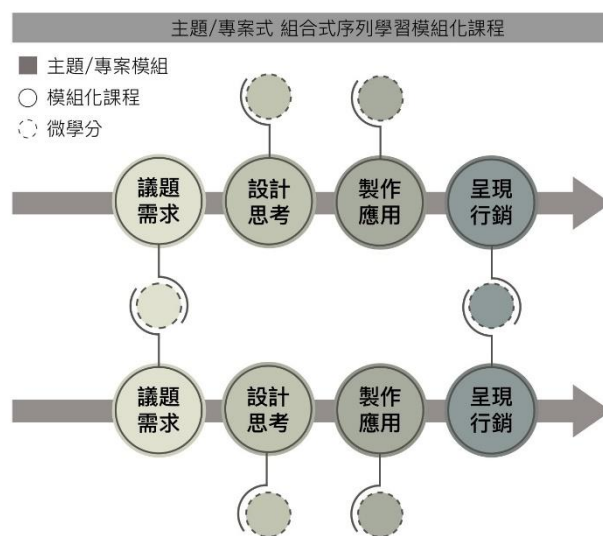 主題/專案式 組合式序列學習模組化課程
主題/專案模組
模組化課程
微學分
議題
需求
設計
思考
製作
應用
呈現
行銷
議題
需求
設計
思考
製作
應用
呈現
行銷